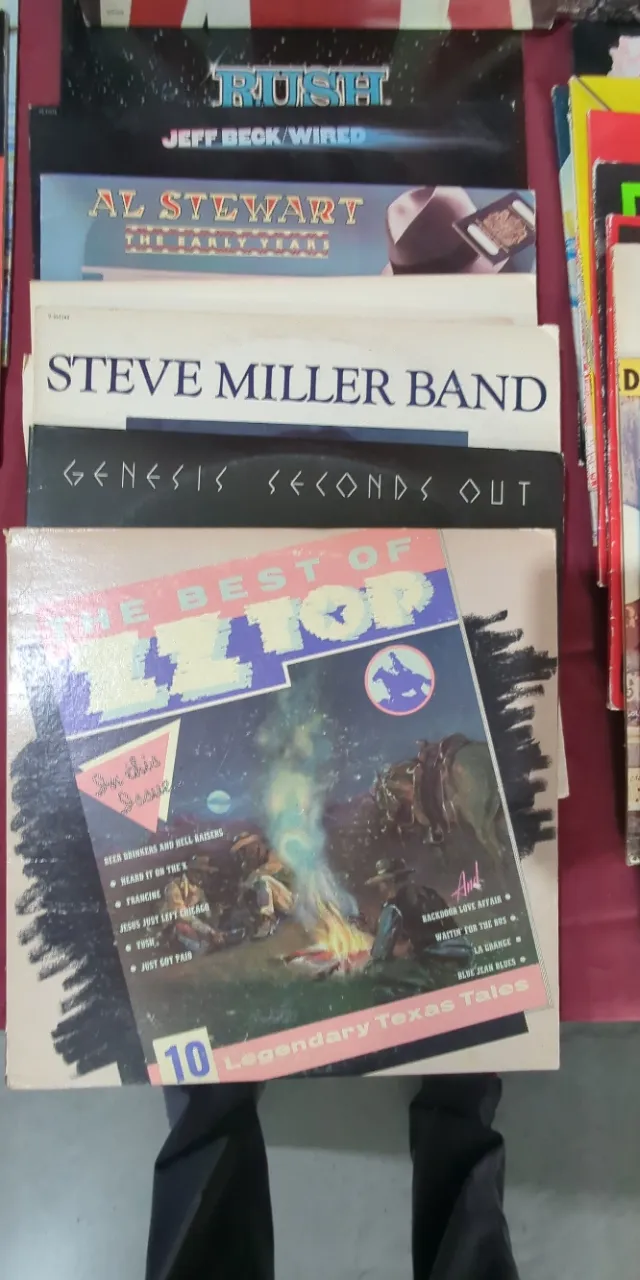 RUSH
JEFF BECK/WIRED
AL STEWART
THE EARLY YEARS
STEVE MILLER BAND
GENESIS SECONDS OUT
THE BEST OF
ZZ TOP
In this
Issue...
BEER DRINKERS AND HELL RAISERS
• HEARD IT ON THE X
• FRANCINE
JESUS JUST LEFT CHICAGO
• TUSH
• JUST GOT PAID
And
BACKDOOR LOVE AFFAIR •
WAITIN' FOR THE BUS •
LA GRANGE •
BLUE JEAN BLUES •
10 Legendary Texas Tales
D